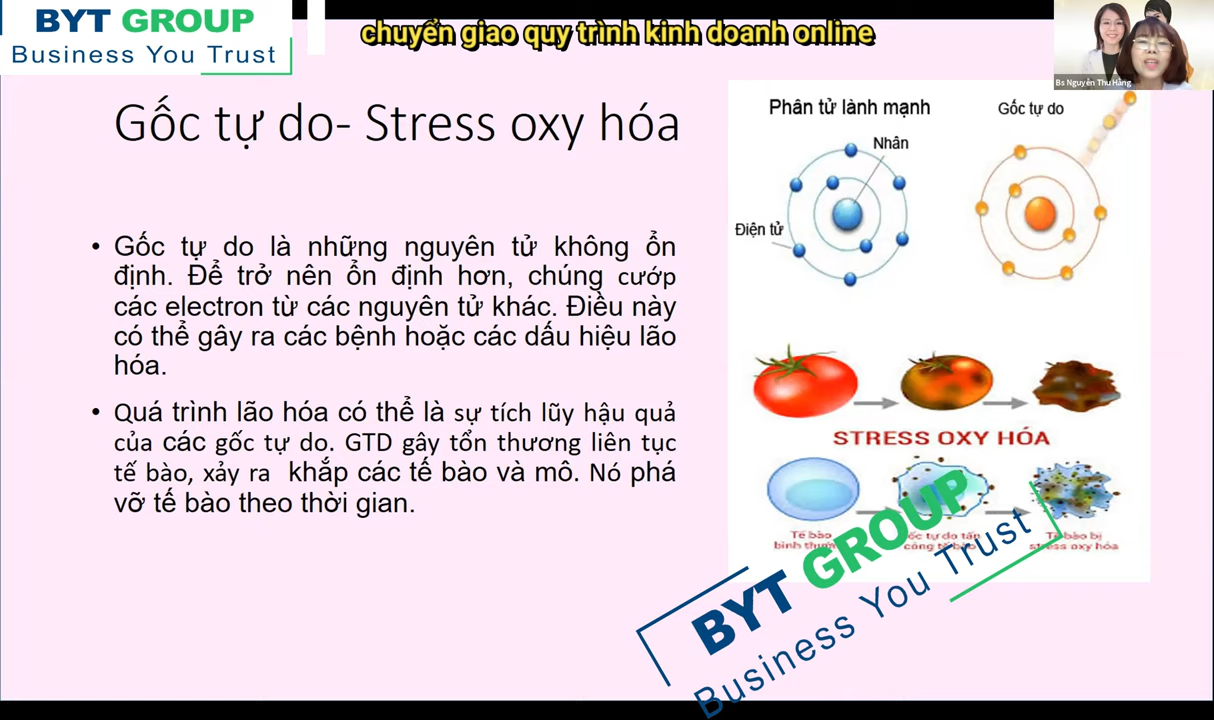 BYT GROUP
Business You Trust
chuyển giao quy trình kinh doanh online
Bs Nguyễn Thu Hằng
Gốc tự do- Stress oxy hóa
Phân tử lành mạnh
Gốc tự do
Nhân
Điện tử
• Gốc tự do là những nguyên tử không ổn
định. Để trở nên ổn định hơn, chúng cướp
các electron từ các nguyên tử khác. Điều này
có thể gây ra các bệnh hoặc các dấu hiệu lão
hóa.
• Quá trình lão hóa có thể là sự tích lũy hậu quả
của các gốc tự do. GTD gây tổn thương liên tục
tế bào, xảy ra khắp các tế bào và mô. Nó phá
vỡ tế bào theo thời gian.
STRESS OXY HÓA
Tế bào
bình thường
tự do tấn
công tế bào
Tế bào bị
stress oxy hóa
BYT GROUP
Business You Trust